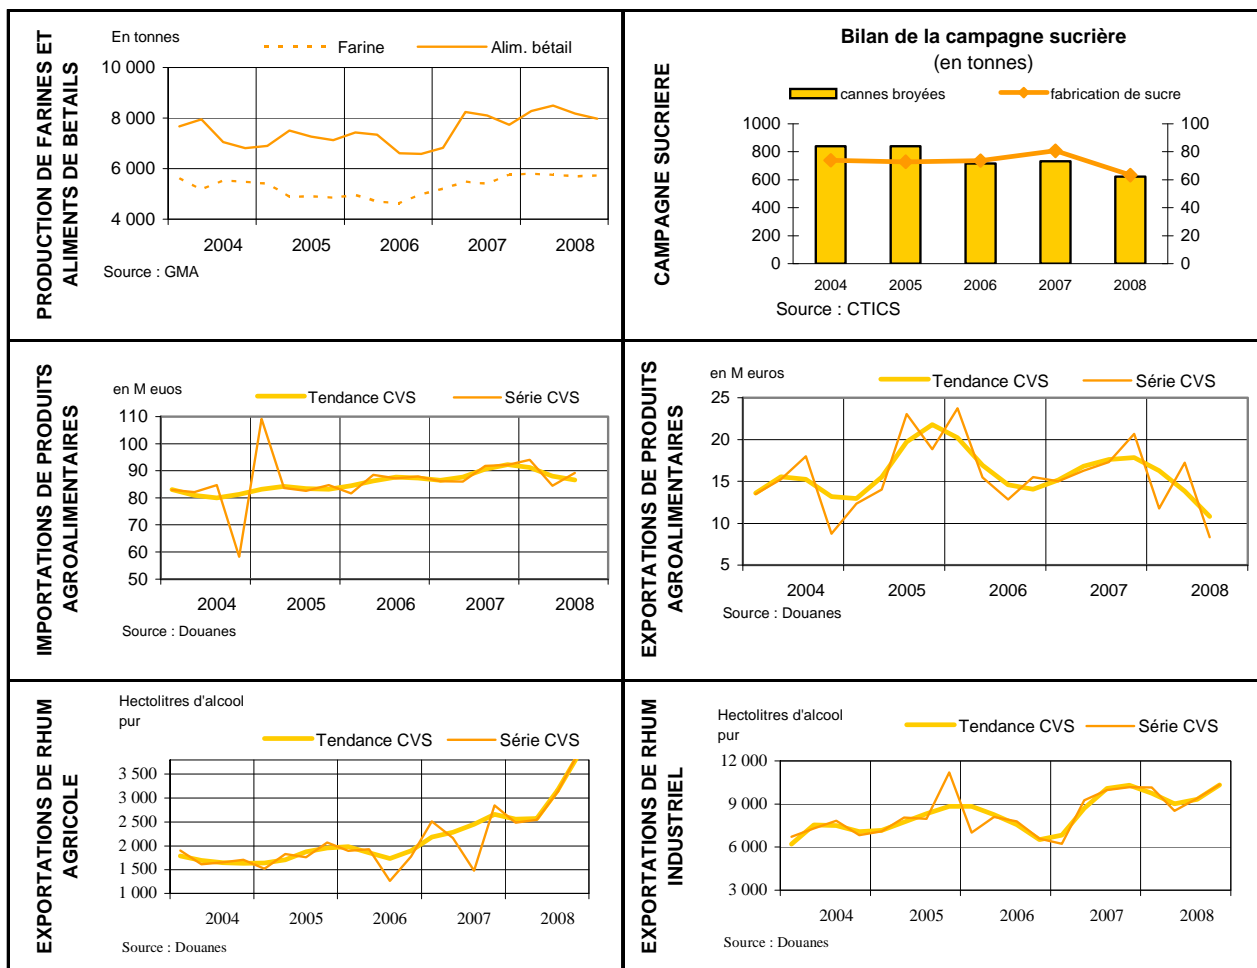 PRODUCTION DE FARINES ET
ALIMENTS DE BETAILS
En tonnes
Farine
Alim. bétail
10 000
8 000
6 000
4 000
2004
2005
2006
2007
2008
Source : GMA
CAMPAGNE SUCRIERE
Bilan de la campagne sucrière
(en tonnes)
cannes broyées
fabrication de sucre
1000
800
600
400
200
0
100
80
60
40
20
0
2004
2005
2006
2007
2008
Source : CTICS
IMPORTATIONS DE PRODUITS
AGROALIMENTAIRES
en M euos
Tendance CVS
Série CVS
110
100
90
80
70
60
50
2004
2005
2006
2007
2008
Source : Douanes
EXPORTATIONS DE PRODUITS
AGROALIMENTAIRES
en M euros
Tendance CVS
Série CVS
25
20
15
10
5
2004
2005
2006
2007
2008
Source : Douanes
EXPORTATIONS DE RHUM
AGRICOLE
Hectolitres d'alcool
pur
Tendance CVS
Série CVS
3 500
3 000
2 500
2 000
1 500
1 000
2004
2005
2006
2007
2008
Source : Douanes
EXPORTATIONS DE RHUM
INDUSTRIEL
Hectolitres d'alcool
pur
Tendance CVS
Série CVS
12 000
9 000
6 000
3 000
2004
2005
2006
2007
2008
Source : Douanes